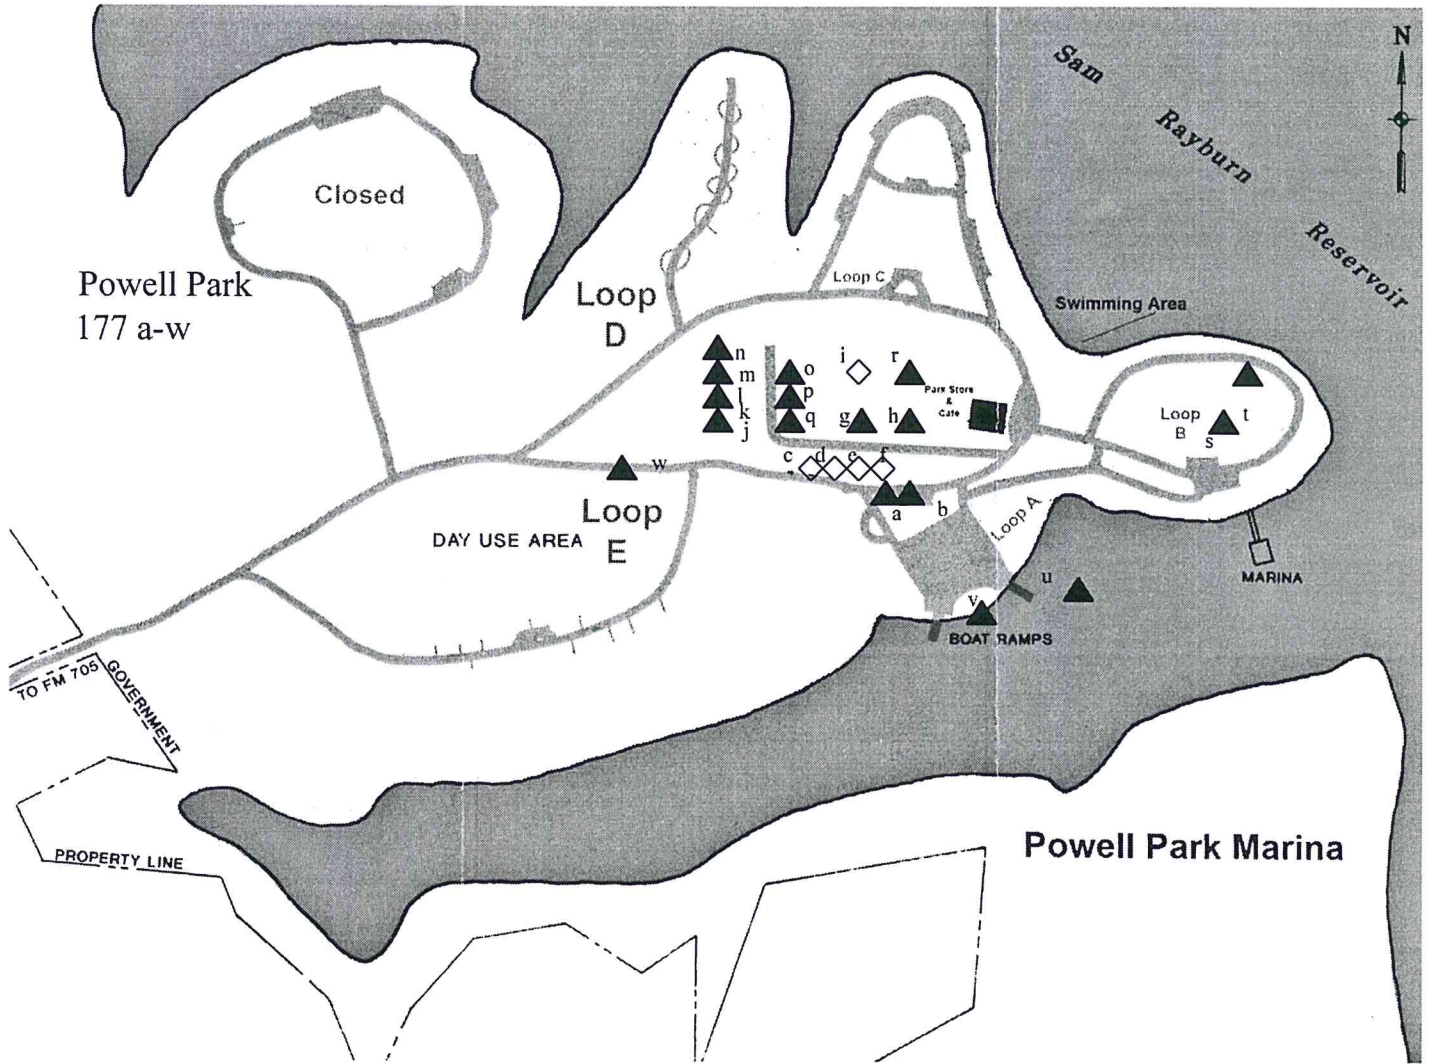 N
Sam
Rayburn
Reservoir
Closed
Powell Park
177 a-w
Loop
D
Loop C
Swimming Area
n
m
l
k
j
o
p
q
i
r
g
h
Park Store
&
Cafe
Loop
B
t
s
c
d
e
f
w
a
b
Loop A
Loop
E
DAY USE AREA
u
v
MARINA
BOAT RAMPS
TO FM 705
GOVERNMENT
PROPERTY LINE
Powell Park Marina